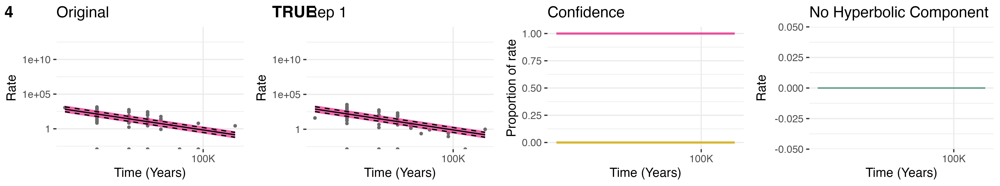 4
Original
TRUE
ep 1
Confidence
No Hyperbolic Component
Rate
1e+10
1e+05
1
100K
Time (Years)
Rate
1e+10
1e+05
1
100K
Time (Years)
Proportion of rate
1.00
0.75
0.50
0.25
0.00
100K
Time (Years)
Rate
0.050
0.025
0.000
-0.025
-0.050
100K
Time (Years)